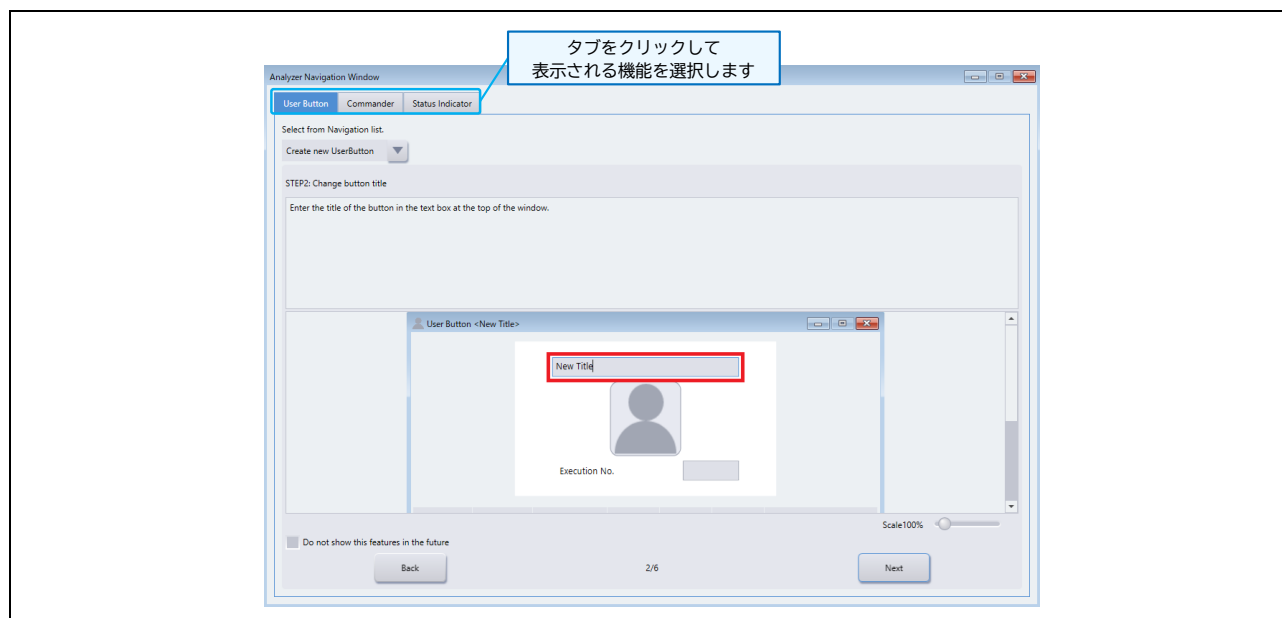 タブをクリックして
表示される機能を選択します
Analyzer Navigation Window
User Button Commander Status Indicator
Select from Navigation list.
Create new UserButton
STEP2: Change button title
Enter the title of the button in the text box at the top of the window.
User Button <New Title>
New Title
Execution No.
Scale100%
Do not show this features in the future
Back 2/6 Next